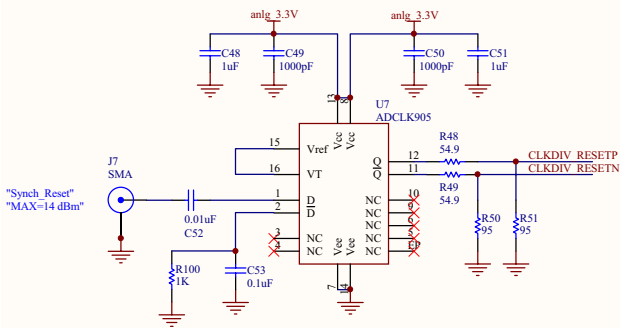 anlg_3.3V
anlg_3.3V
C48
1uF
C49
1000pF
C50
1000pF
C51
1uF
13
8
U7
ADCLK905
Vcc
Vcc
15
Vref
16
VT
J7
SMA
"Synch_Reset"
"MAX=14 dBm"
0.01uF
C52
1
D
2
D
3
NC
4
NC
Q
12
Q
11
NC
10
NC
9
NC
6
NC
5
NC
EP
Vee
Vee
7
14
R48
54.9
R49
54.9
CLKDIV_RESETP
CLKDIV_RESETN
R50
95
R51
95
R100
1K
C53
0.1uF